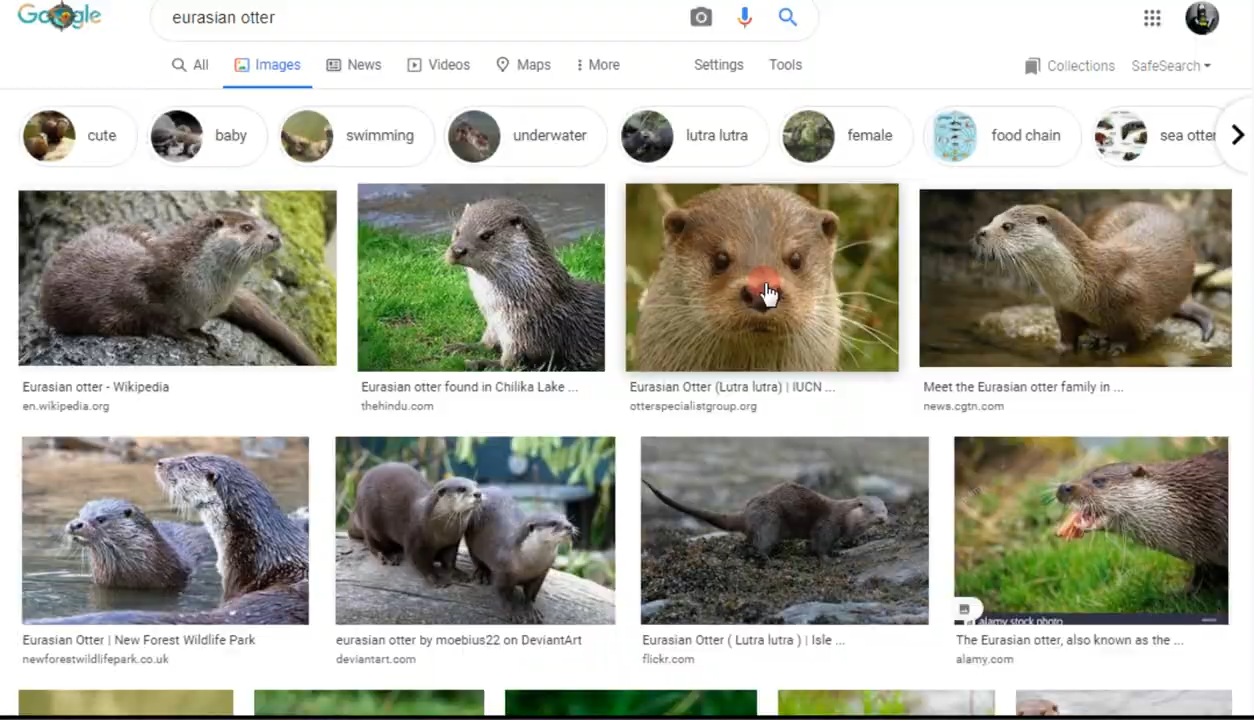 Google
eurasian otter
All Images News Videos Maps More Settings Tools Collections SafeSearch
cute baby swimming underwater lutra lutra female food chain sea otter
Eurasian otter - Wikipedia
en.wikipedia.org
Eurasian otter found in Chilika Lake ...
thehindu.com
Eurasian Otter (Lutra lutra) | IUCN ...
otterspecialistgroup.org
Meet the Eurasian otter family in ...
news.cgtn.com
alamy stock photo
Eurasian Otter | New Forest Wildlife Park
newforestwildlifepark.co.uk
eurasian otter by moebius22 on DeviantArt
deviantart.com
Eurasian Otter ( Lutra lutra ) | Isle ...
flickr.com
The Eurasian otter, also known as the ...
alamy.com